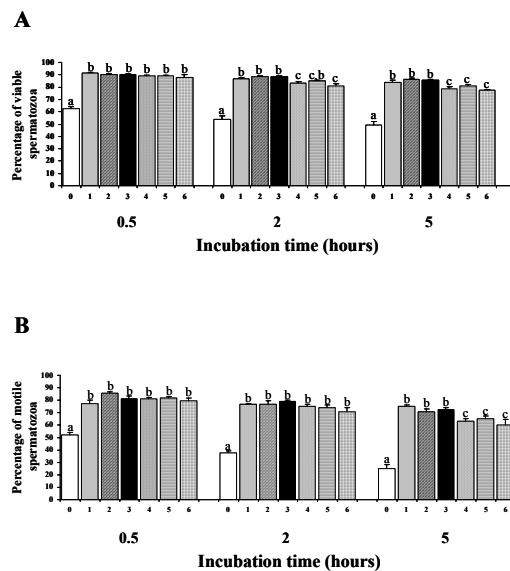 A
Percentage of viable
spermatozoa
100
90
80
70
60
50
40
30
20
10
0
a b b b b b b
a b b b c c,b c
a b b b c c c
0 1 2 3 4 5 6 0 1 2 3 4 5 6 0 1 2 3 4 5 6
0.5 2 5
Incubation time (hours)
B
Percentage of motile
spermatozoa
100
90
80
70
60
50
40
30
20
10
0
a b b b b b b
a b b b b b b
a b b b c c c
0 1 2 3 4 5 6 0 1 2 3 4 5 6 0 1 2 3 4 5 6
0.5 2 5
Incubation time (hours)